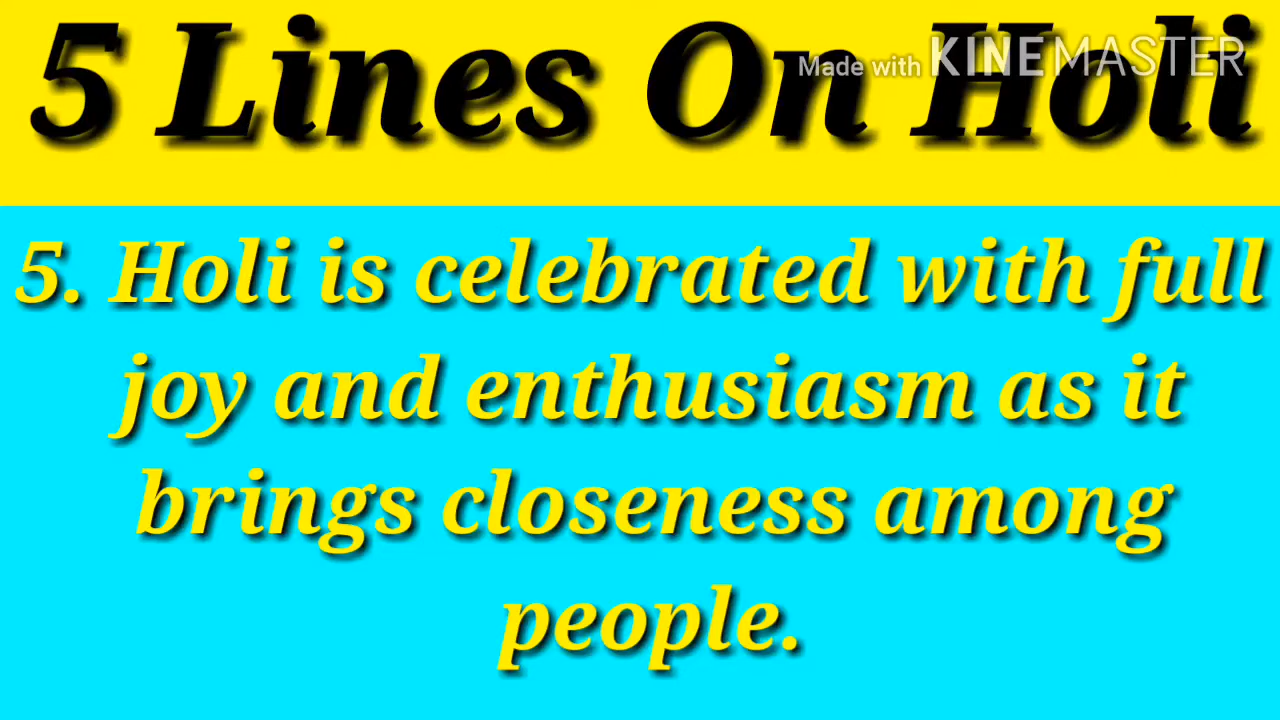 5 Lines On Holi
Made with KINEMASTER
5. Holi is celebrated with full
joy and enthusiasm as it
brings closeness among
people.